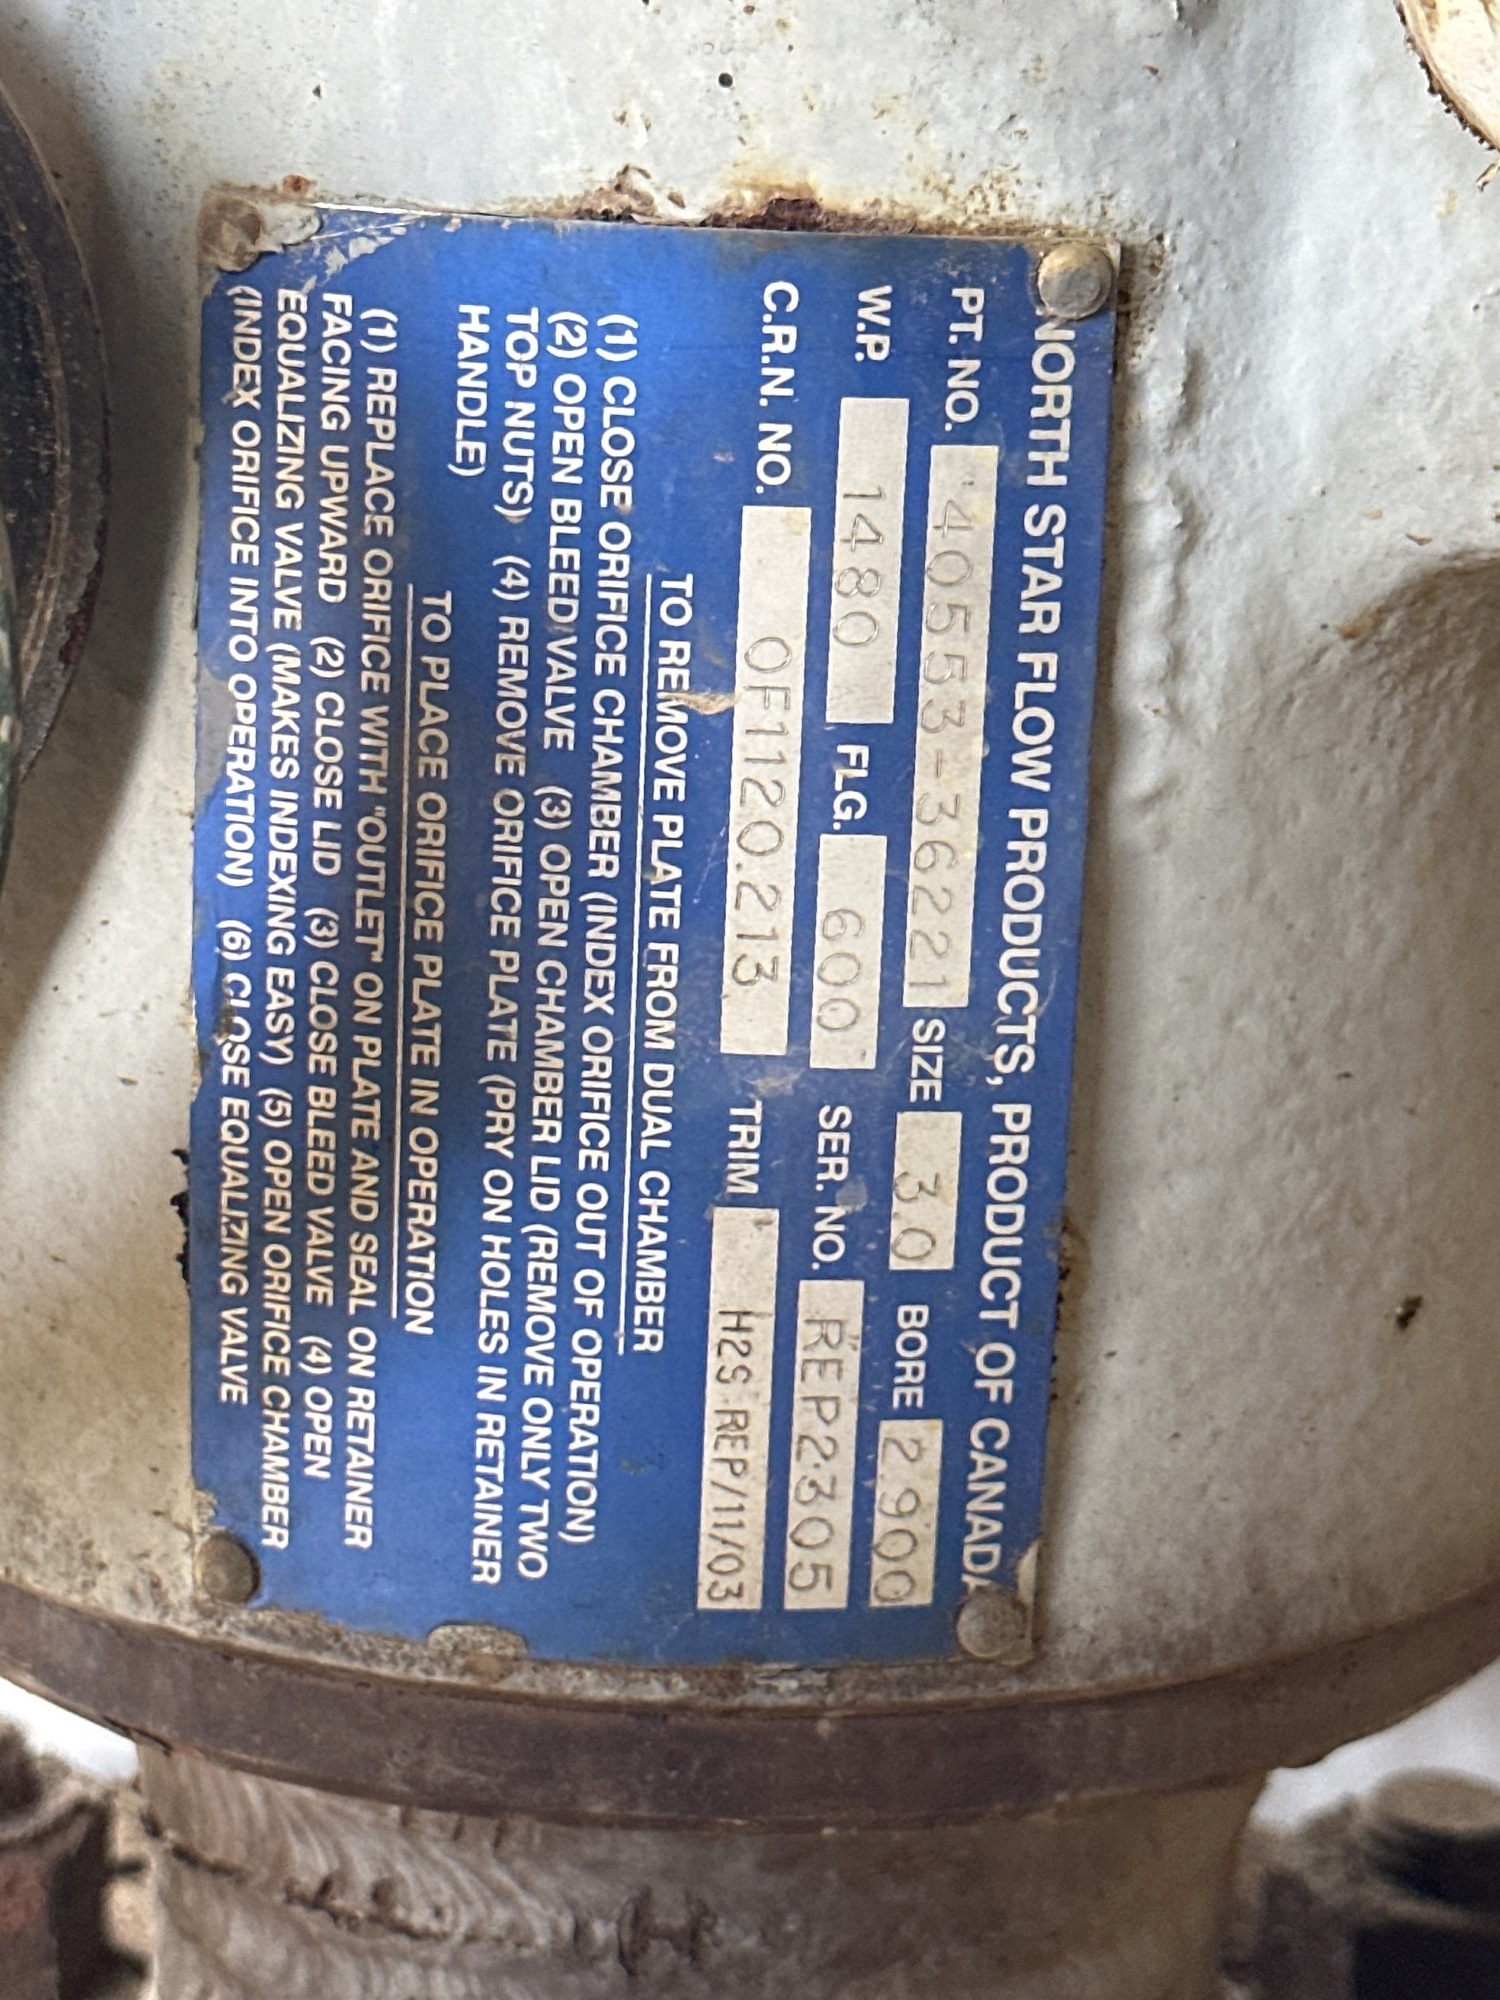 NORTH STAR FLOW PRODUCTS, PRODUCT OF CANADA
PT. NO. 40553-36221 SIZE 3.0 BORE 2.900
W.P. 1480 FLG. 600 SER. NO. REP2305
C.R.N. NO. OF1120.213 TRIM H2S REP/11/03
TO REMOVE PLATE FROM DUAL CHAMBER
(1) CLOSE ORIFICE CHAMBER (INDEX ORIFICE OUT OF OPERATION)
(2) OPEN BLEED VALVE (3) OPEN CHAMBER LID (REMOVE ONLY TWO
TOP NUTS) (4) REMOVE ORIFICE PLATE (PRY ON HOLES IN RETAINER
HANDLE)
TO PLACE ORIFICE PLATE IN OPERATION
(1) REPLACE ORIFICE WITH "OUTLET" ON PLATE AND SEAL ON RETAINER
FACING UPWARD (2) CLOSE LID (3) CLOSE BLEED VALVE (4) OPEN
EQUALIZING VALVE (MAKES INDEXING EASY) (5) OPEN ORIFICE CHAMBER
(INDEX ORIFICE INTO OPERATION) (6) CLOSE EQUALIZING VALVE